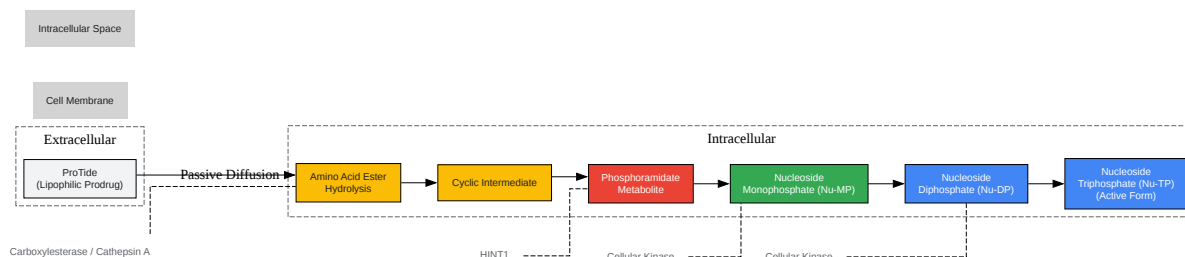 Intracellular Space
Cell Membrane
Extracellular
ProTide
(Lipophilic Prodrug)
Passive Diffusion
Intracellular
Amino Acid Ester
Hydrolysis
Cyclic Intermediate
Phosphoramidate
Metabolite
Nucleoside
Monophosphate (Nu-MP)
Nucleoside
Diphosphate (Nu-DP)
Nucleoside
Triphosphate (Nu-TP)
(Active Form)
Carboxylesterase / Cathepsin A
HINT1
Cellular Kinase
Cellular Kinase